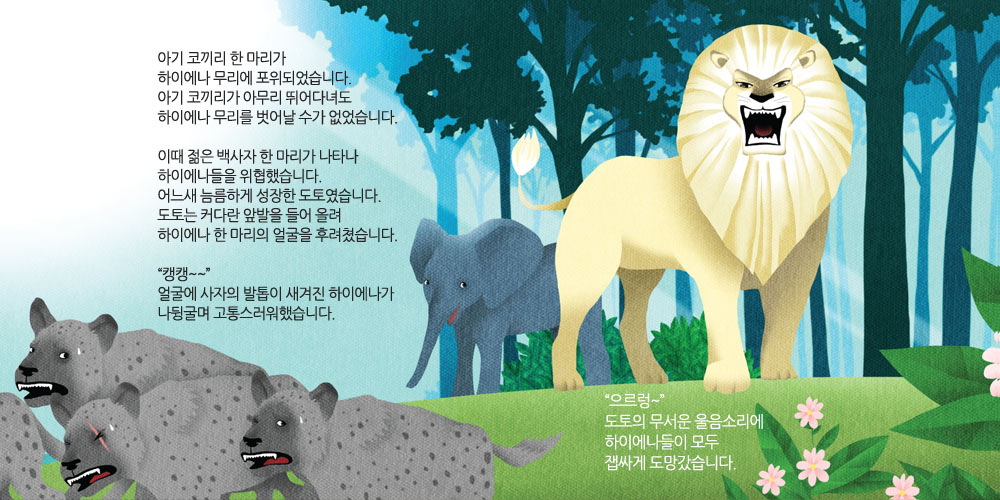 아기 코끼리 한 마리가
하이에나 무리에 포위되었습니다.
아기 코끼리가 아무리 뛰어다녀도
하이에나 무리를 벗어날 수가 없었습니다.
이때 젊은 백사자 한 마리가 나타나
하이에나들을 위협했습니다.
어느새 늠름하게 성장한 도토였습니다.
도토는 커다란 앞발을 들어 올려
하이에나 한 마리의 얼굴을 후려쳤습니다.
“캥캥~~”
얼굴에 사자의 발톱이 새겨진 하이에나가
나뒹굴며 고통스러워했습니다.
“으르렁~”
도토의 무서운 울음소리에
하이에나들이 모두
잽싸게 도망갔습니다.